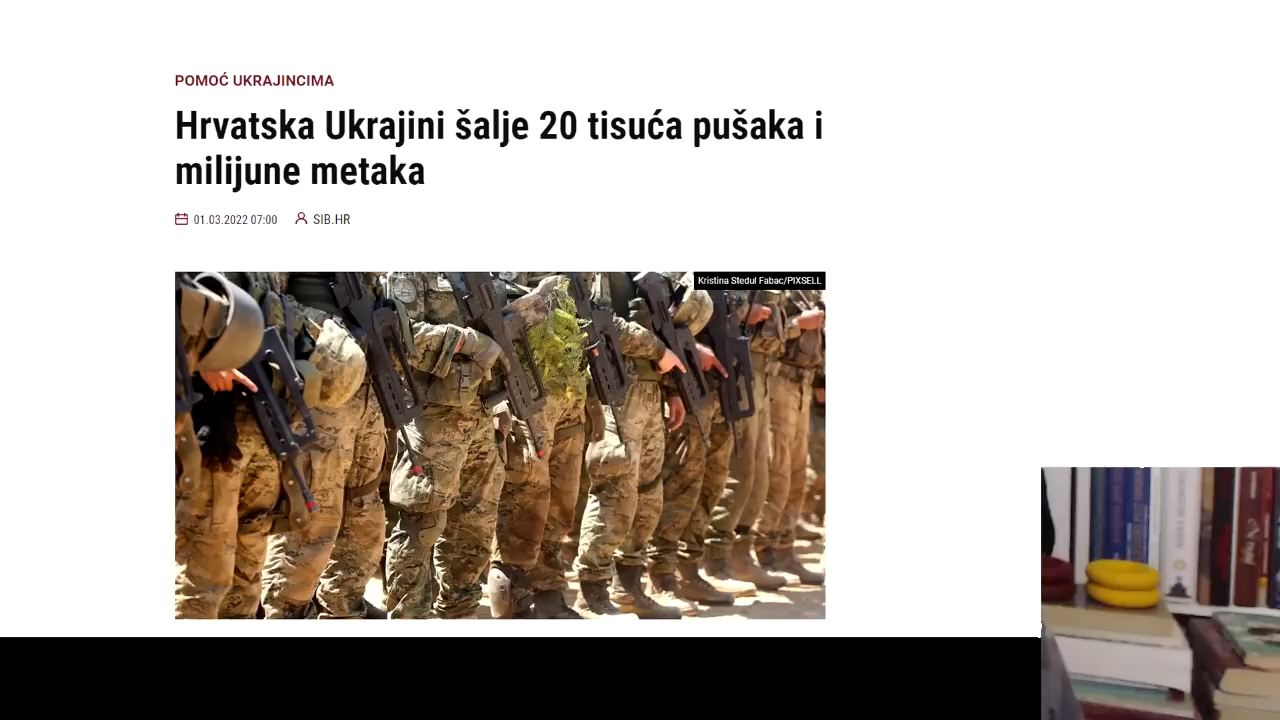 POMOĆ UKRAJINCIMA
Hrvatska Ukrajini šalje 20 tisuća pušaka i
milijune metaka
01.03.2022 07:00 SIB.HR
Kristina Stedul Fabac/PIXSELL